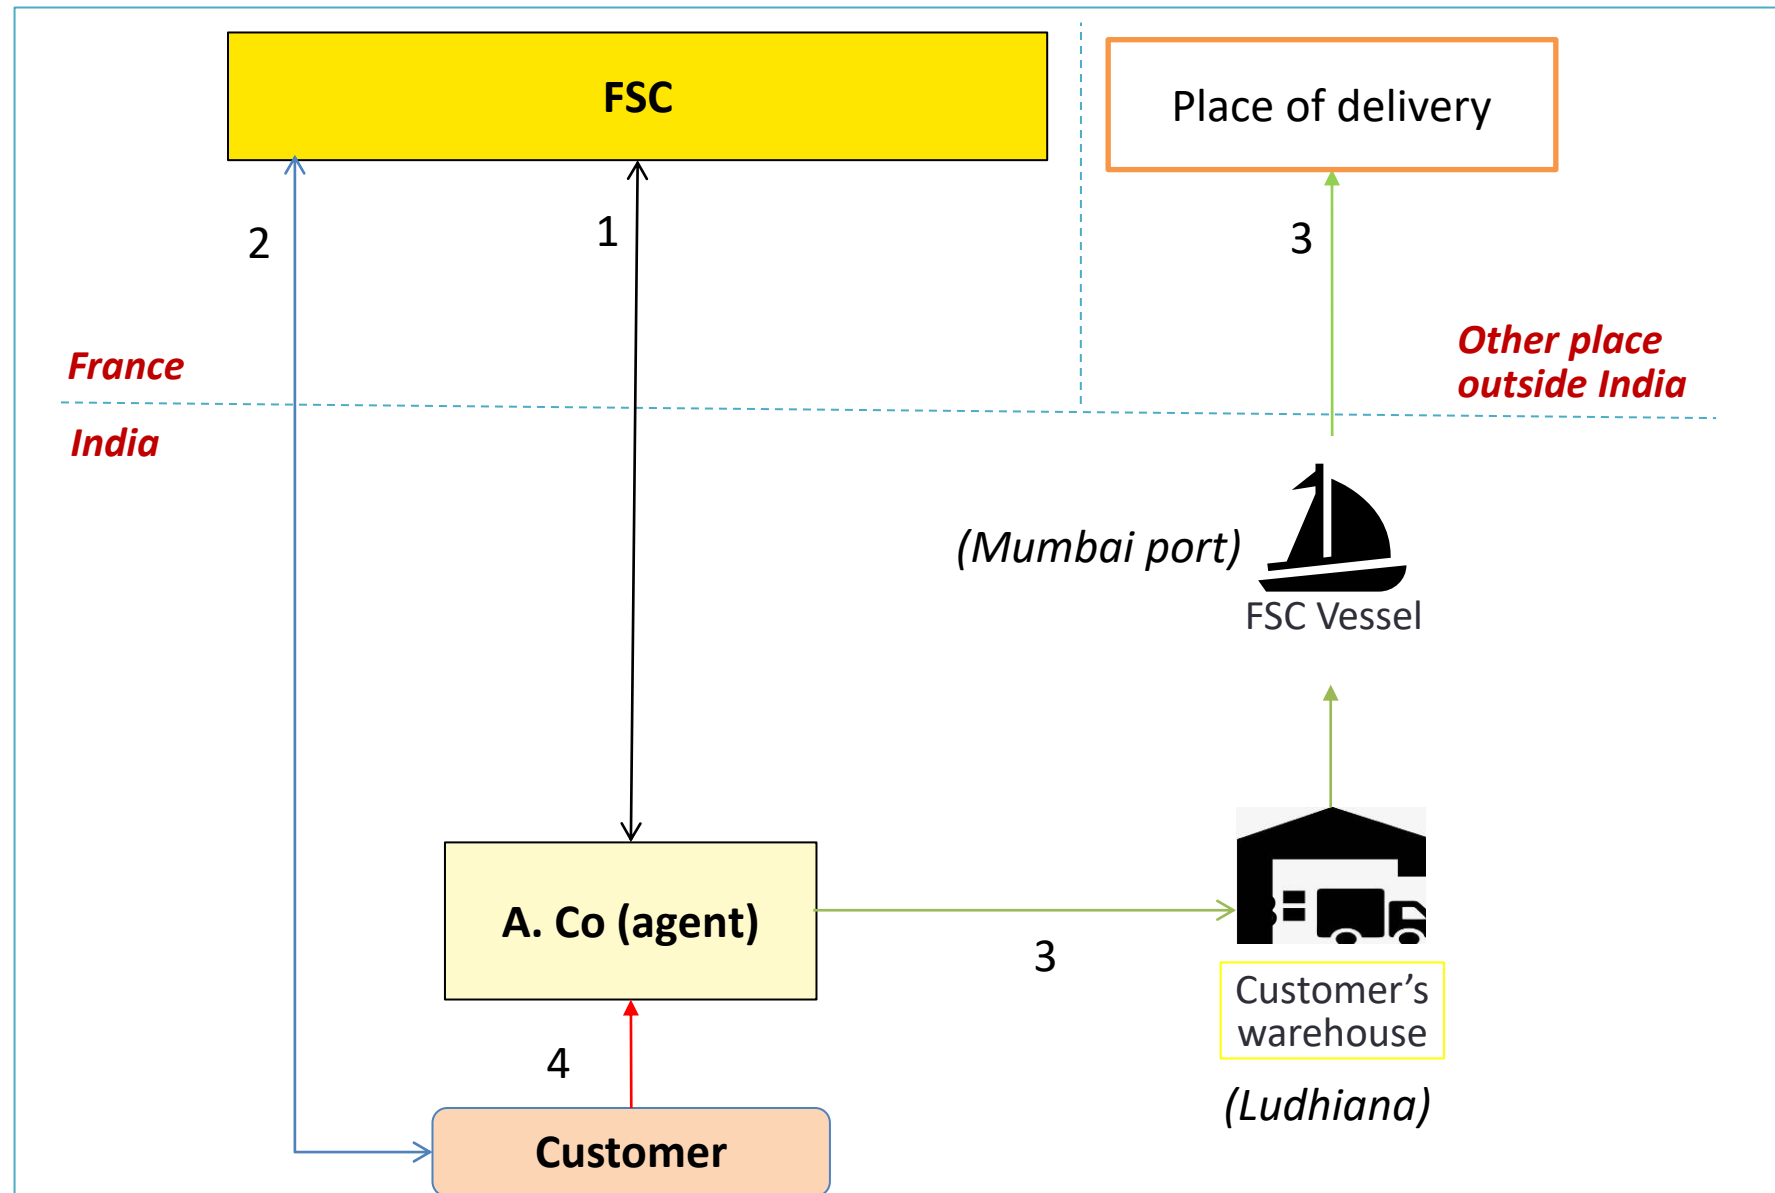 FSC
Place of delivery
2
1
3
France
Other place
outside India
India
(Mumbai port)
FSC Vessel
A. Co (agent)
3
Customer’s
warehouse
4
(Ludhiana)
Customer